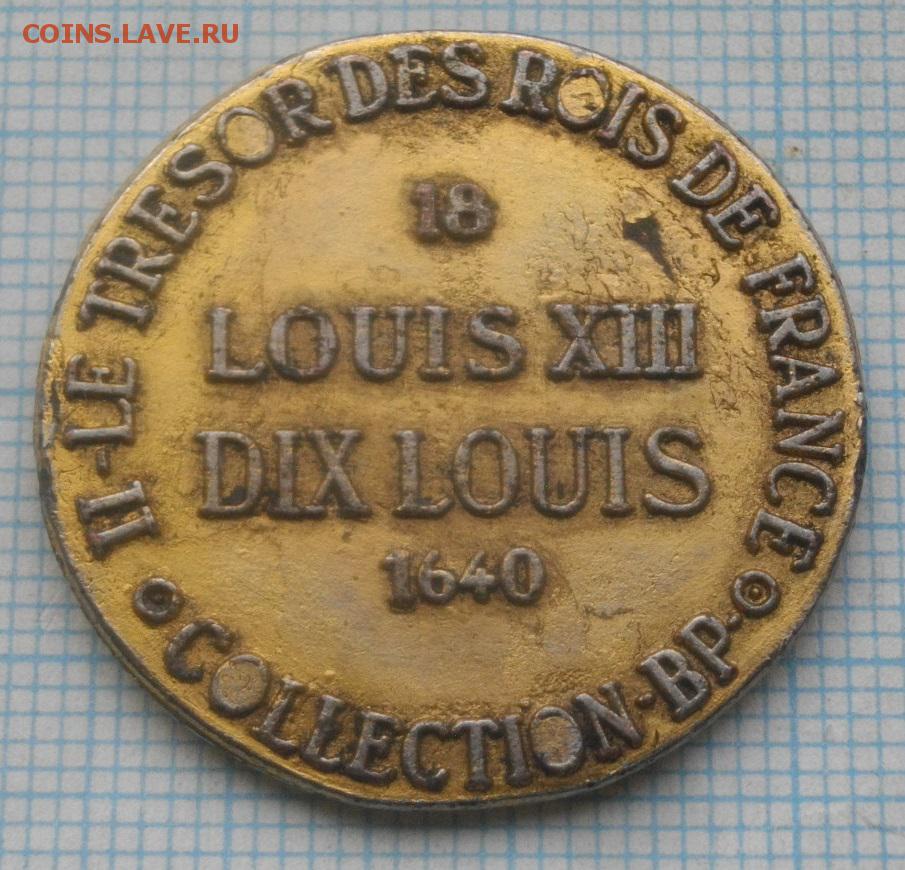 COINS.LAVE.RU
II-LE TRESOR DES ROIS DE FRANCE
18
LOUIS XIII
DIX LOUIS
1640
COLLECTION-BP-